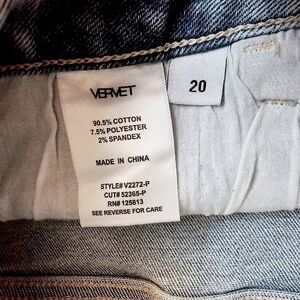 VERVET
20
90.5% COTTON
7.5% POLYESTER
2% SPANDEX
MADE IN CHINA
STYLE# V2272-P
CUT# 52365-P
RN# 125813
SEE REVERSE FOR CARE